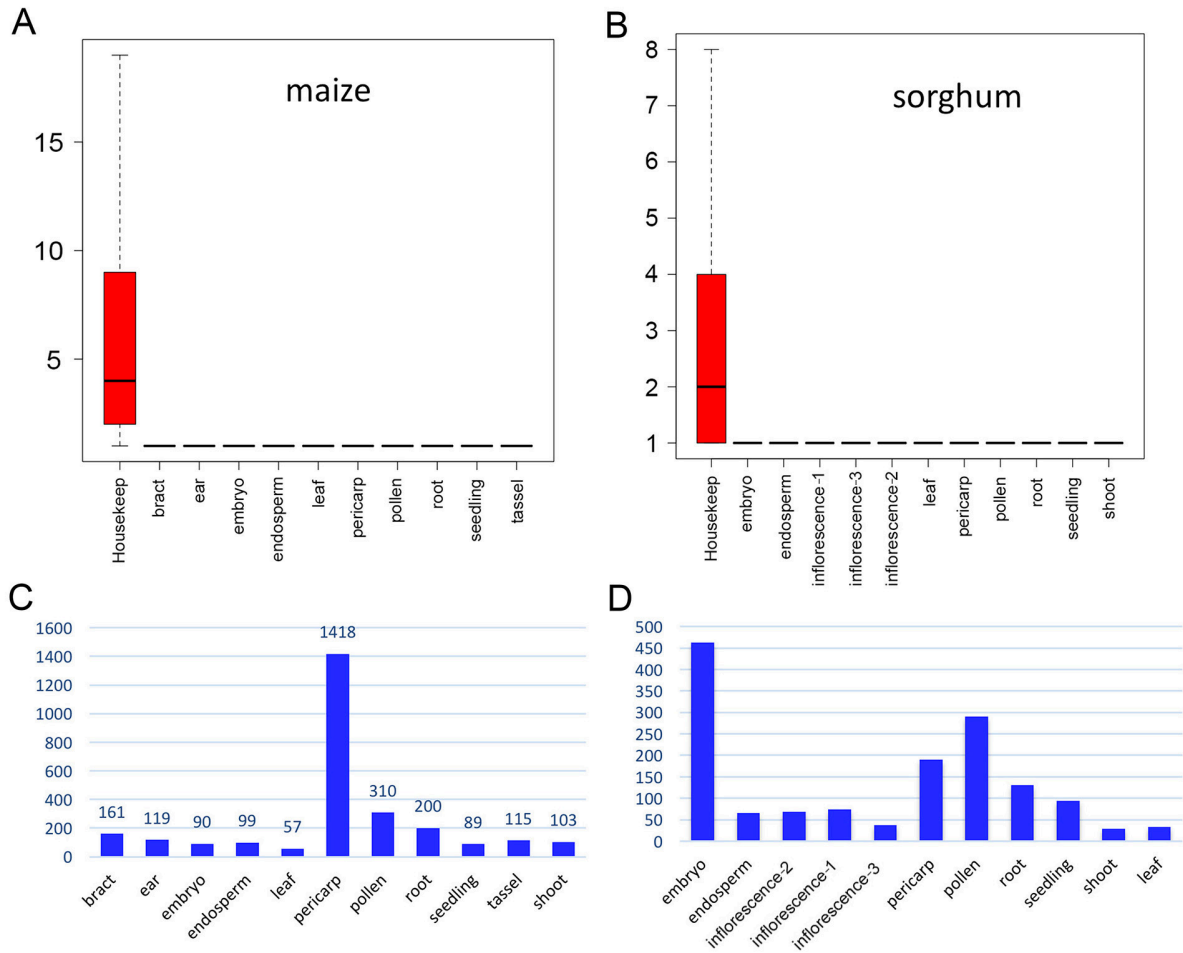 A
maize
15
10
5
Housekeep
bract
ear
embryo
endosperm
leaf
pericarp
pollen
root
seedling
tassel
B
sorghum
8
7
6
5
4
3
2
1
Housekeep
embryo
endosperm
inflorescence-1
inflorescence-3
inflorescence-2
leaf
pericarp
pollen
root
seedling
shoot
C
1600
1400
1200
1000
800
600
400
200
0
161
119
90
99
57
1418
310
200
89
115
103
bract
ear
embryo
endosperm
leaf
pericarp
pollen
root
seedling
tassel
shoot
D
500
450
400
350
300
250
200
150
100
50
0
embryo
endosperm
inflorescence-2
inflorescence-1
inflorescence-3
pericarp
pollen
root
seedling
shoot
leaf